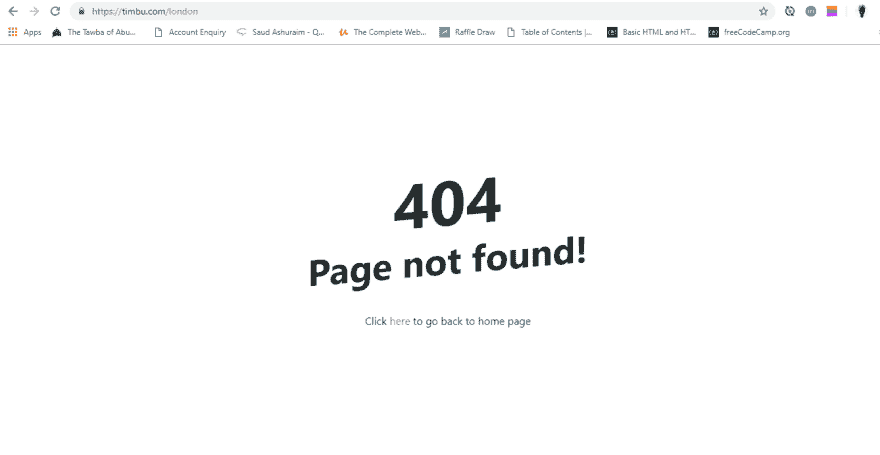 https://timbu.com/london
Apps The Tawba of Abu... Account Enquiry Saud Ashuraim - Q... The Complete Web... Raffle Draw Table of Contents |... Basic HTML and HT... freeCodeCamp.org
404
Page not found!
Click here to go back to home page